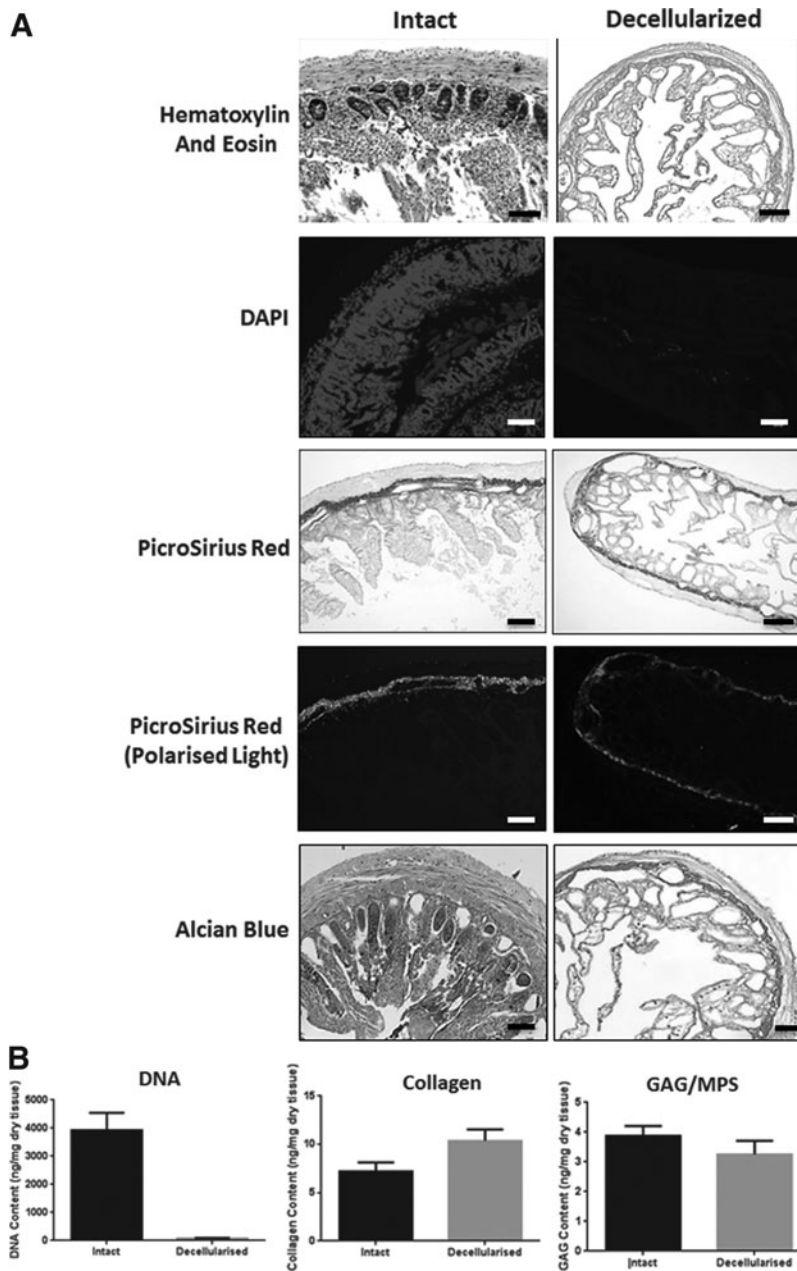 A
Intact
Decellularized
Hematoxylin
And Eosin
DAPI
PicroSirius Red
PicroSirius Red
(Polarised Light)
Alcian Blue
B
DNA
DNA Content (ng/mg dry tissue)
5000
4000
3000
2000
1000
0
Intact
Decellularised
Collagen
Collagen Content (ng/mg dry tissue)
15
10
5
0
Intact
Decellularised
GAG/MPS
GAG Content (ng/mg dry tissue)
5
4
3
2
1
0
Intact
Decellularised